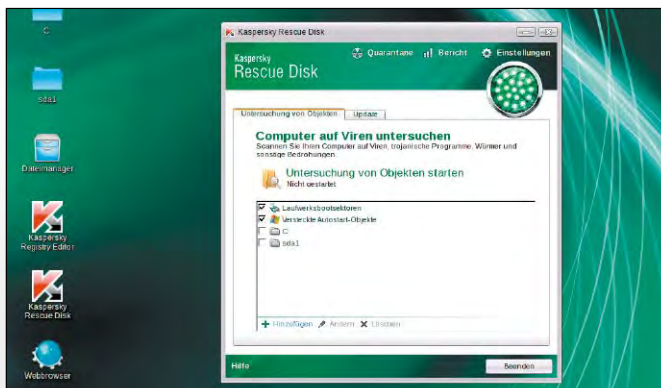 C
sda1
Dateimanager
Kaspersky
Registry Editor
Kaspersky
Rescue Disk
Webbrowser
Kaspersky Rescue Disk
Kaspersky
Rescue Disk
Quarantäne
Bericht
Einstellungen
Untersuchung von Objekten
Update
Computer auf Viren untersuchen
Scannen Sie Ihren Computer auf Viren, trojanische Programme, Würmer und
sonstige Bedrohungen.
Untersuchung von Objekten starten
Nicht gestartet
Laufwerksbootsektoren
Versteckte Autostart-Objekte
C:
sda1
Hinzufügen
Ändern
Löschen
Hilfe
Beenden